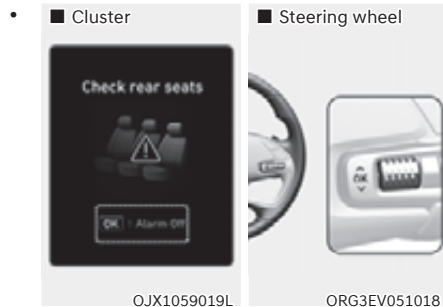 • ■ Cluster
■ Steering wheel
Check rear seats
OK : Alarm Off
OK
OJX1059019L
ORG3EV051018